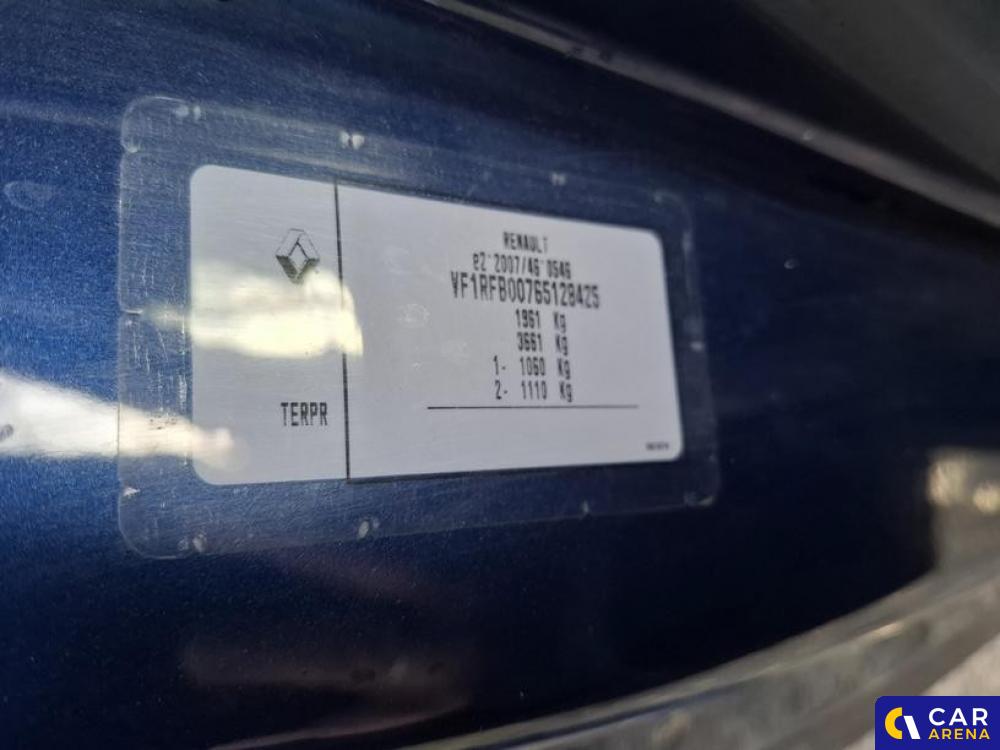 RENAULT
e2*2007/46*0546
VF1RFB00765128425
1961 Kg
3661 Kg
1- 1060 Kg
2- 1110 Kg
TERPR
CAR
ARENA